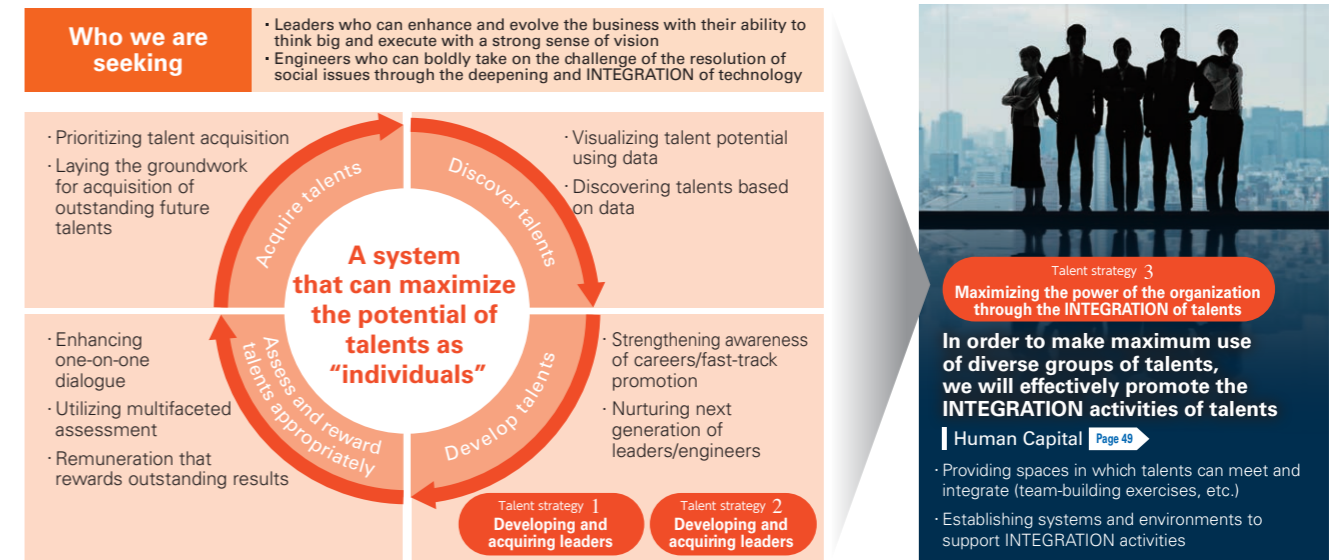 Who we are
seeking
· Leaders who can enhance and evolve the business with their ability to
think big and execute with a strong sense of vision
· Engineers who can boldly take on the challenge of the resolution of
social issues through the deepening and INTEGRATION of technology
· Prioritizing talent acquisition
· Laying the groundwork
for acquisition of
outstanding future
talents
Acquire talents
Discover talents
· Visualizing talent potential
using data
· Discovering talents based
on data
A system
that can maximize
the potential of
talents as
“individuals”
· Enhancing
one-on-one
dialogue
· Utilizing multifaceted
assessment
· Remuneration that
rewards outstanding results
Assess and reward
talents appropriately
Develop talents
· Strengthening awareness
of careers/fast-track
promotion
· Nurturing next
generation of
leaders/engineers
Talent strategy 1
Developing and
acquiring leaders
Talent strategy 2
Developing and
acquiring leaders
Talent strategy 3
Maximizing the power of the organization
through the INTEGRATION of talents
In order to make maximum use
of diverse groups of talents,
we will effectively promote the
INTEGRATION activities of talents
Human Capital Page 49
· Providing spaces in which talents can meet and
integrate (team-building exercises, etc.)
· Establishing systems and environments to
support INTEGRATION activities